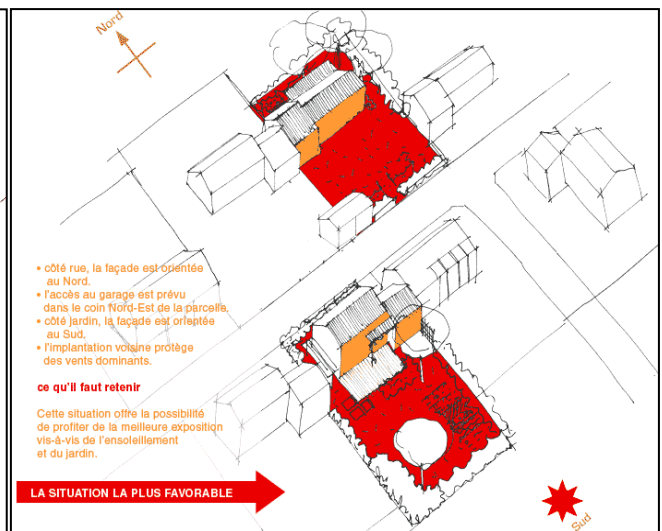 Nord
• côté rue, la façade est orientée
au Nord.
• l'accès au garage est prévu
dans le coin Nord-Est de la parcelle.
• côté jardin, la façade est orientée
au Sud.
• l'implantation voisine protège
des vents dominants.
ce qu'il faut retenir
Cette situation offre la possibilité
de profiter de la meilleure exposition
vis-à-vis de l'ensoleillement
et du jardin.
LA SITUATION LA PLUS FAVORABLE
Sud